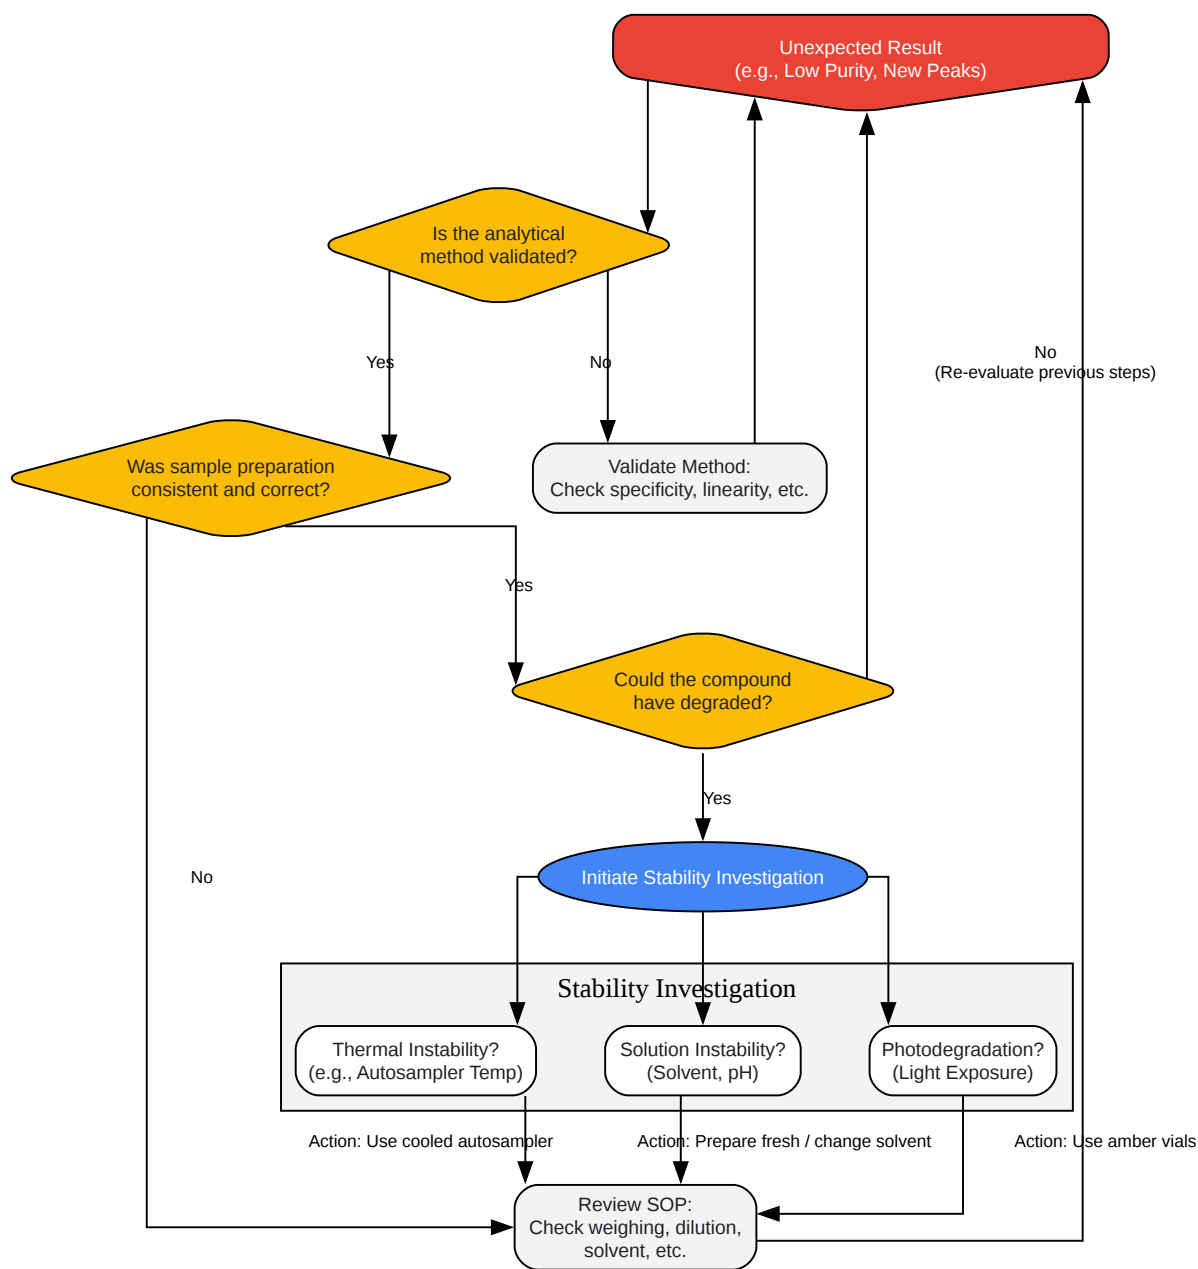 Unexpected Result
(e.g., Low Purity, New Peaks)
Is the analytical
method validated?
Yes
No
No
(Re-evaluate previous steps)
Was sample preparation
consistent and correct?
Validate Method:
Check specificity, linearity, etc.
Yes
Could the compound
have degraded?
Yes
No
Initiate Stability Investigation
Stability Investigation
Thermal Instability?
(e.g., Autosampler Temp)
Solution Instability?
(Solvent, pH)
Photodegradation?
(Light Exposure)
Action: Use cooled autosampler
Action: Prepare fresh / change solvent
Action: Use amber vials
Review SOP:
Check weighing, dilution,
solvent, etc.